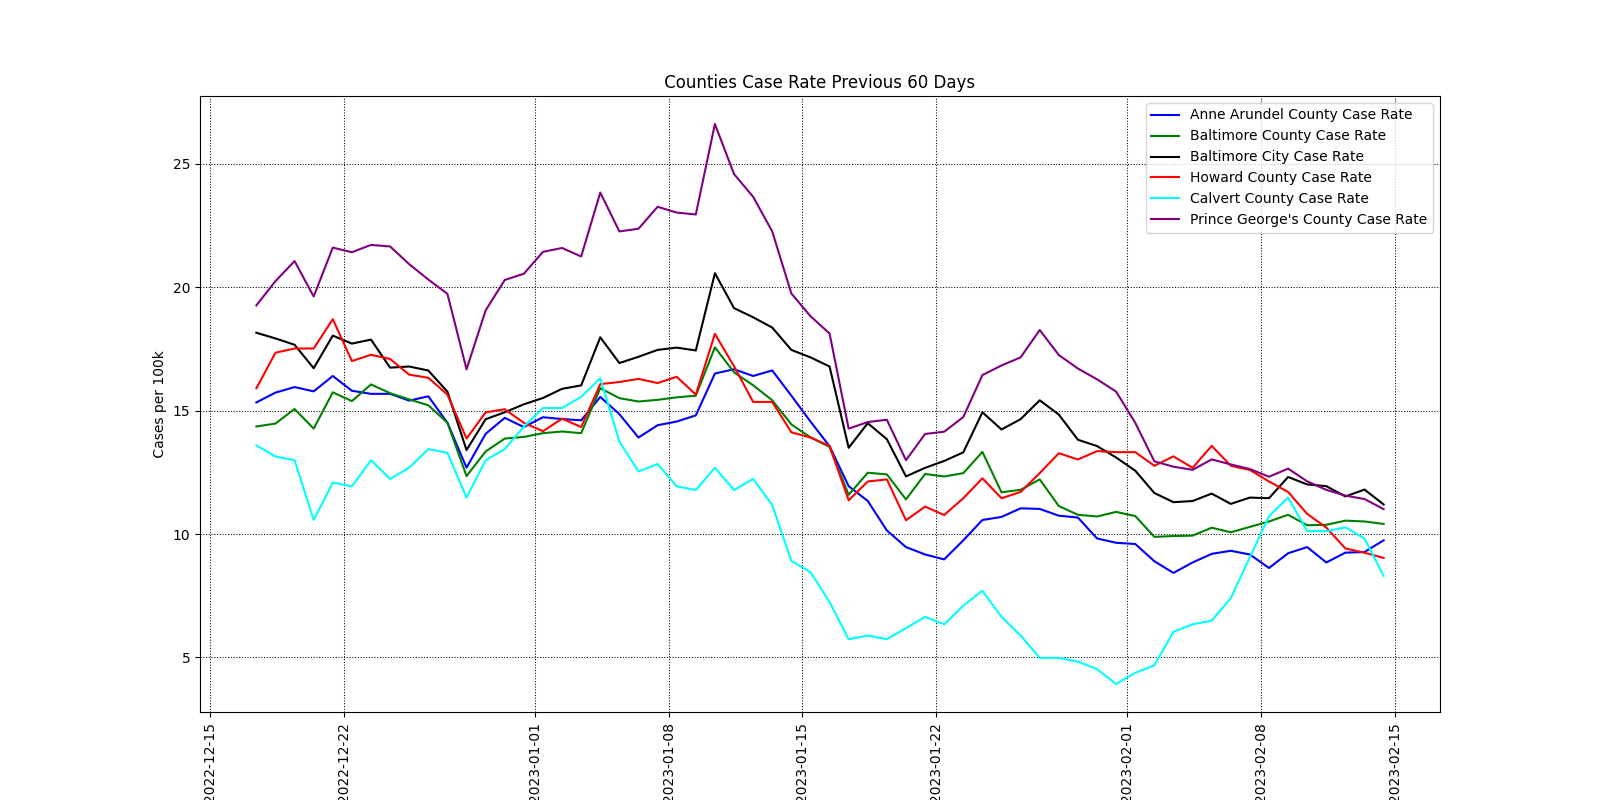 Counties Case Rate Previous 60 Days
Anne Arundel County Case Rate
Baltimore County Case Rate
Baltimore City Case Rate
Howard County Case Rate
Calvert County Case Rate
Prince George's County Case Rate
Cases per 100k
25
20
15
10
5
2022-12-15
2022-12-22
2023-01-01
2023-01-08
2023-01-15
2023-01-22
2023-02-01
2023-02-08
2023-02-15